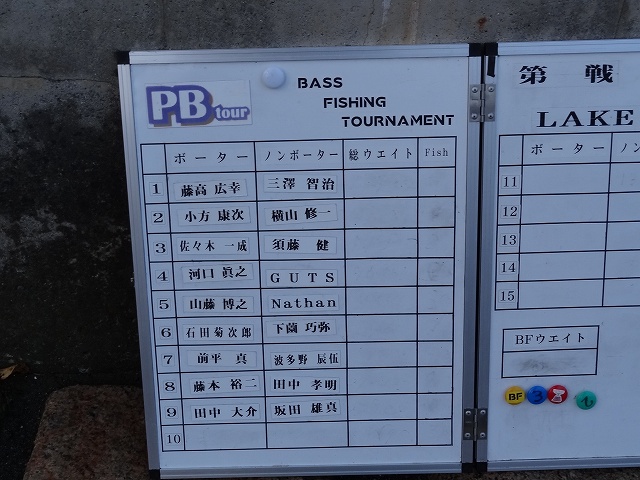 PB tour
BASS
FISHING
TOURNAMENT
ボーター ノンボーター 総ウエイト Fish
1 藤高 広幸 三澤 智治
2 小方 康次 横山 修一
3 佐々木 一成 須藤 健
4 河口 眞之 GUTS
5 山藤 博之 Nathan
6 石田菊次郎 下薗 巧弥
7 前平 真 波多野 辰伍
8 藤本 裕二 田中 孝明
9 田中 大介 坂田 雄真
10
第 戦
LAKE
ボーター ノン
11
12
13
14
15
BFウエイト
BF 3